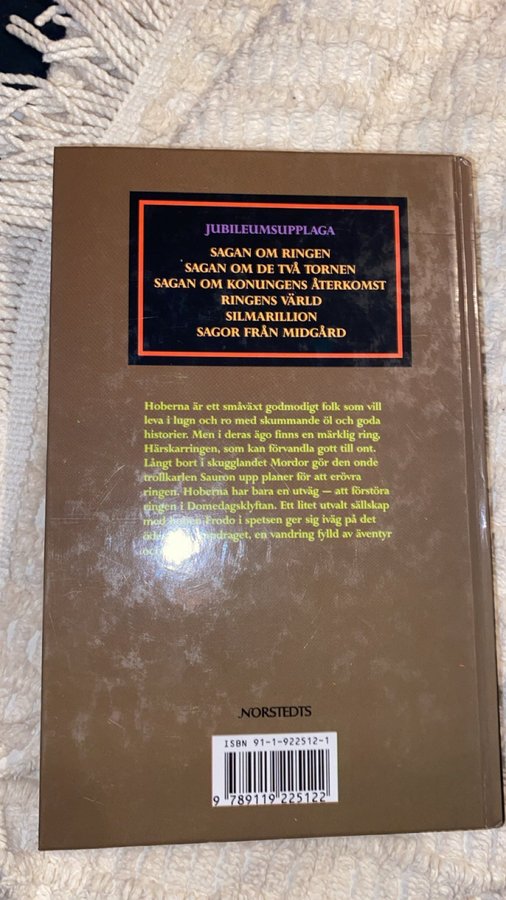 JUBILEUMSUPPLAGA
SAGAN OM RINGEN
SAGAN OM DE TVÅ TORNEN
SAGAN OM KONUNGENS ÅTERKOMST
RINGENS VÄRLD
SILMARILLION
SAGOR FRÅN MIDGÅRD
Hoberna är ett småväxt godmodigt folk som vill
leva i lugn och ro med skummande öl och goda
historier. Men i deras ägo finns en märklig ring,
Härskarringen, som kan förvandla gott till ont.
Långt bort i skugglandet Mordor gör den onde
trollkarlen Sauron upp planer för att erövra
ringen. Hoberna har bara en utväg — att förstöra
ringen i Domedagsklyftan. Ett litet utvalt sällskap
med hoben Frodo i spetsen ger sig iväg på det
en vandring fylld av äventyr
NORSTEDTS
ISBN 91-1-922512-1
9 789119 225122